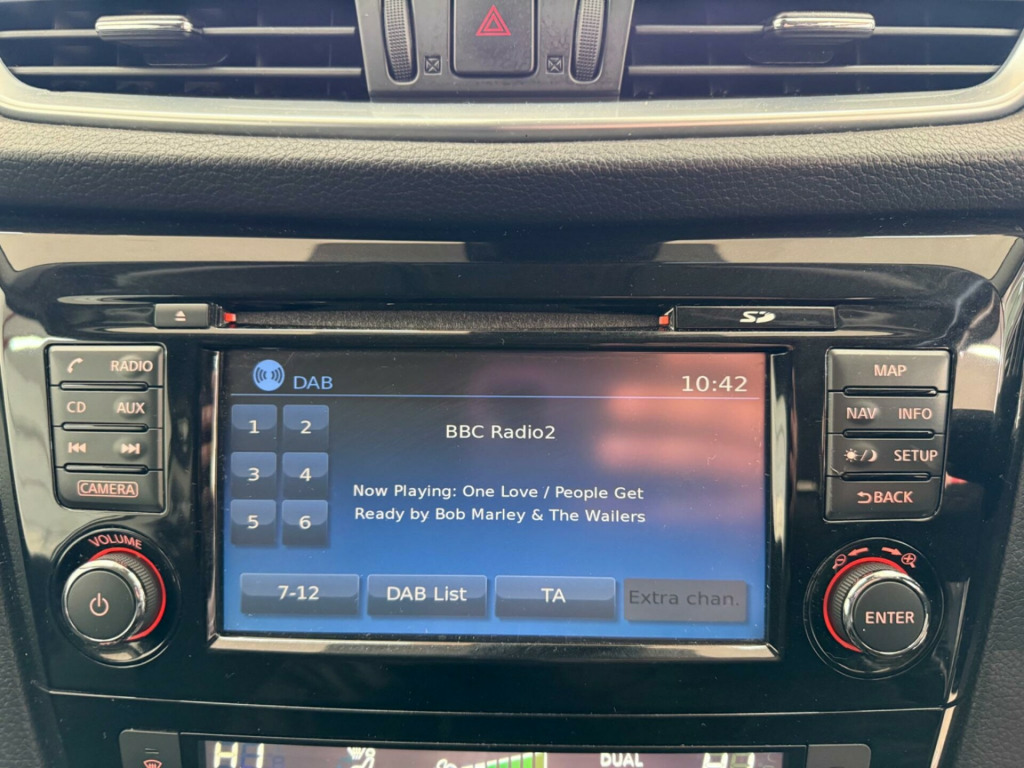 SD
RADIO
CD AUX
CAMERA
VOLUME
DAB 10:42
1 2
3 4
5 6
BBC Radio2
Now Playing: One Love / People Get
Ready by Bob Marley & The Wailers
7-12 DAB List TA Extra chan.
MAP
NAV INFO
SETUP
BACK
ENTER
HI DUAL HI